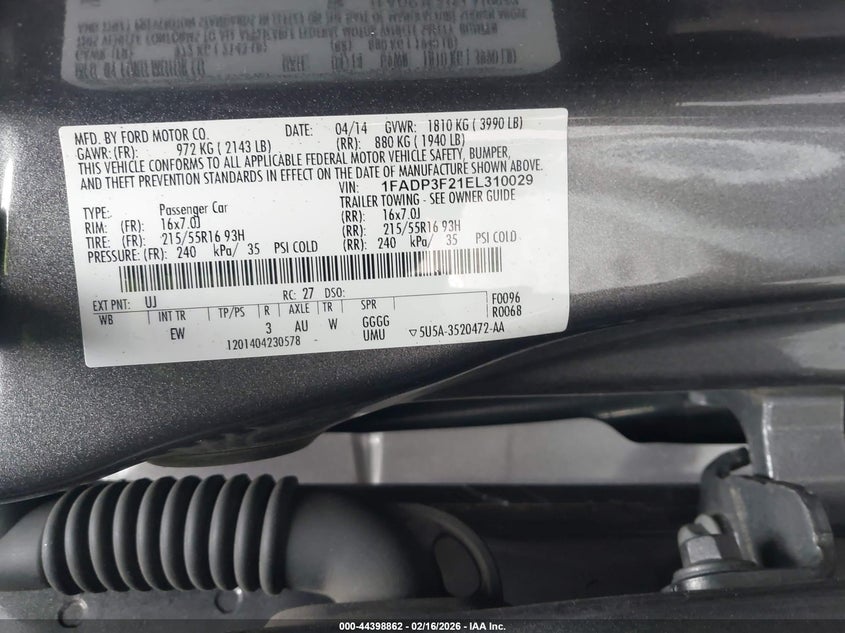 MFD. BY FORD MOTOR CO. DATE: 04/14 GVWR: 1810 KG ( 3990 LB)
GAWR: (FR): 972 KG ( 2143 LB) (RR): 880 KG ( 1940 LB)
THIS VEHICLE CONFORMS TO ALL APPLICABLE FEDERAL MOTOR VEHICLE SAFETY, BUMPER,
AND THEFT PREVENTION STANDARDS IN EFFECT ON THE DATE OF MANUFACTURE SHOWN ABOVE.
VIN: 1FADP3F21EL310029
TYPE: Passenger Car TRAILER TOWING - SEE OWNER GUIDE
RIM: (FR): 16x7.0J (RR): 16x7.0J
TIRE: (FR): 215/55R16 93H (RR): 215/55R16 93H
PRESSURE: (FR): 240 kPa/ 35 PSI COLD (RR): 240 kPa/ 35 PSI COLD
EXT PNT: UJ RC: 27 DSO: F0096
WB INT TR TP/PS R AXLE TR SPR R0068
EW 3 AU W GGGG
UMU ▽5U5A-3520472-AA
1201404230578
000-44398862 - 02/16/2026 - IAA Inc.